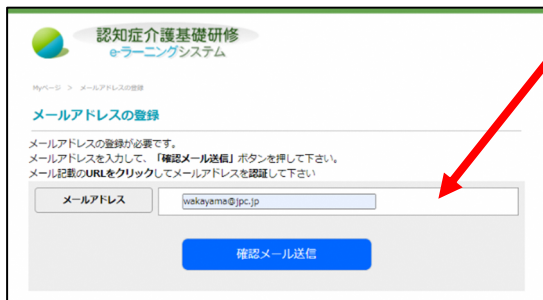 認知症介護基礎研修
e-ラーニングシステム
Myページ > メールアドレスの登録
メールアドレスの登録
メールアドレスの登録が必要です。
メールアドレスを入力して、「確認メール送信」ボタンを押して下さい。
メール記載のURLをクリックしてメールアドレスを認証して下さい
メールアドレス
wakayama@jpc.jp
確認メール送信